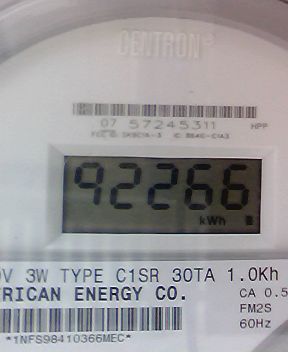 CENTRON®
07 57245311 HPP
92266
kWh
V 3W TYPE C1SR 30TA 1.0Kh
RICAN ENERGY CO. CA 0.5
FM2S
60Hz
*1NFS98410366MEC*